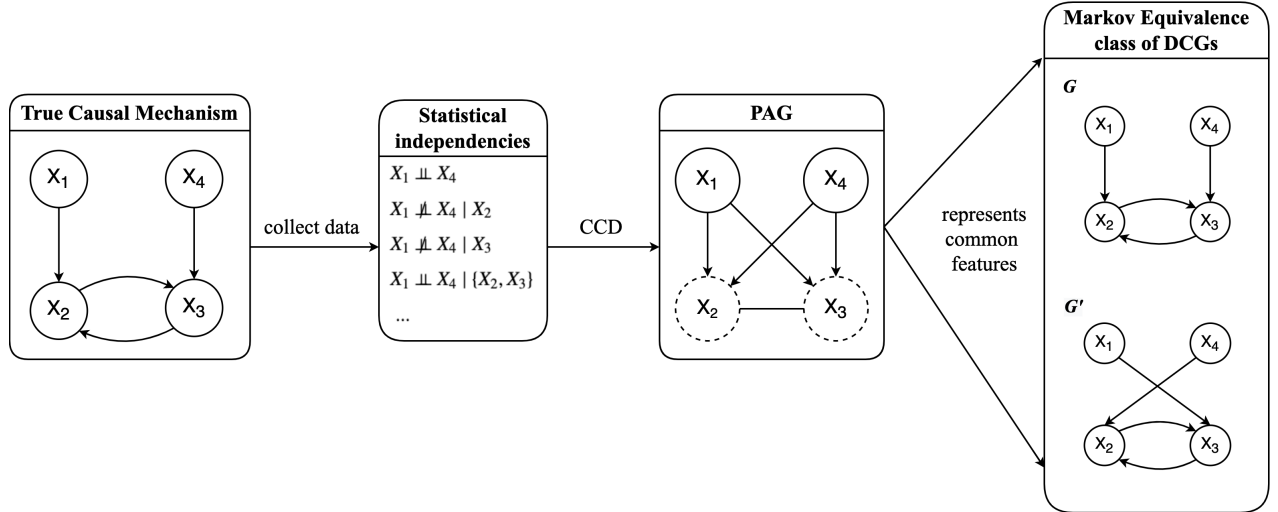 True Causal Mechanism
X1
X4
X2
X3
collect data
Statistical
independencies
X1 ⫫ X4
X1 ⫫̸ X4 | X2
X1 ⫫̸ X4 | X3
X1 ⫫ X4 | {X2, X3}
...
CCD
PAG
X1
X4
X2
X3
represents
common
features
Markov Equivalence
class of DCGs
G
X1
X4
X2
X3
G'
X1
X4
X2
X3